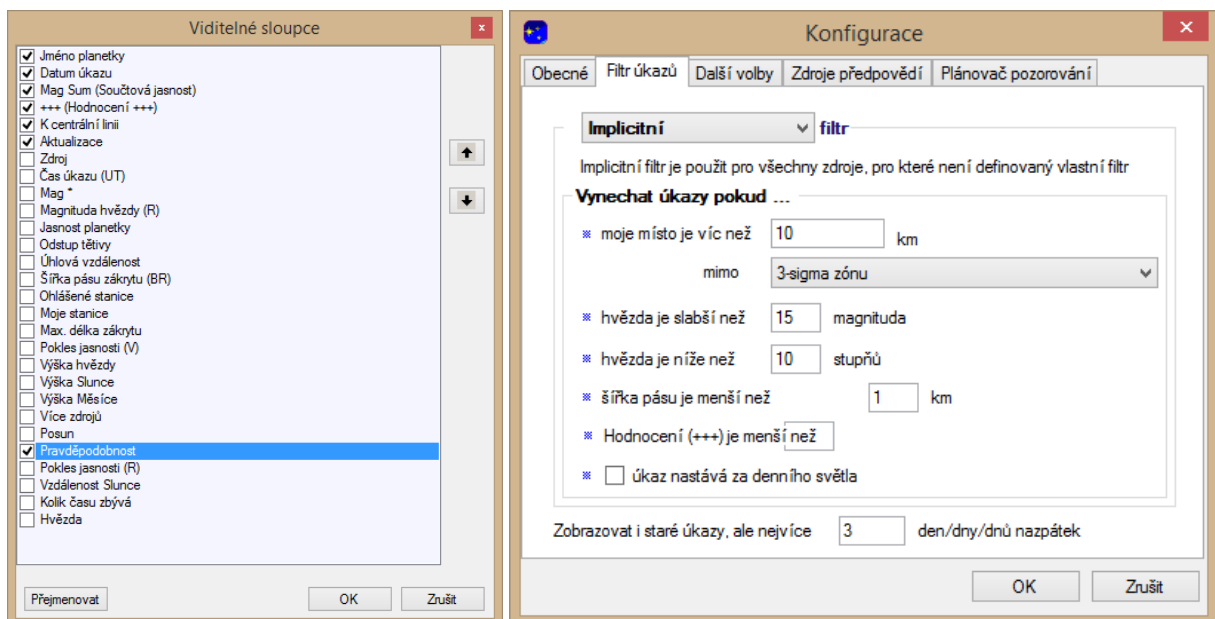 Viditelné sloupce
x
Jméno planetky
Datum úkazu
Mag Sum (Součtová jasnost)
+++ (Hodnocení +++)
K centrální linii
Aktualizace
Zdroj
Čas úkazu (UT)
Mag *
Magnituda hvězdy (R)
Jasnost planetky
Odstup tětivy
Úhlová vzdálenost
Šířka pásu zákrytu (BR)
Ohlášené stanice
Moje stanice
Max. délka zákrytu
Pokles jasnosti (V)
Výška hvězdy
Výška Slunce
Výška Měsíce
Více zdrojů
Posun
Pravděpodobnost
Pokles jasnosti (R)
Vzdálenost Slunce
Kolik času zbývá
Hvězda
Přejmenovat OK Zrušit
Konfigurace
Obecné Filtr úkazů Další volby Zdroje předpovědí Plánovač pozorování
Implicitní filtr
Implicitní filtr je použit pro všechny zdroje, pro které není definovaný vlastní filtr
Vynechat úkazy pokud ...
moje místo je víc než 10 km
mimo 3-sigma zónu
hvězda je slabší než 15 magnituda
hvězda je níže než 10 stupňů
šířka pásu je menší než 1 km
Hodnocení (+++) je menší než
úkaz nastává za denního světla
Zobrazovat i staré úkazy, ale nejvíce 3 den/dny/dnů nazpátek
OK Zrušit